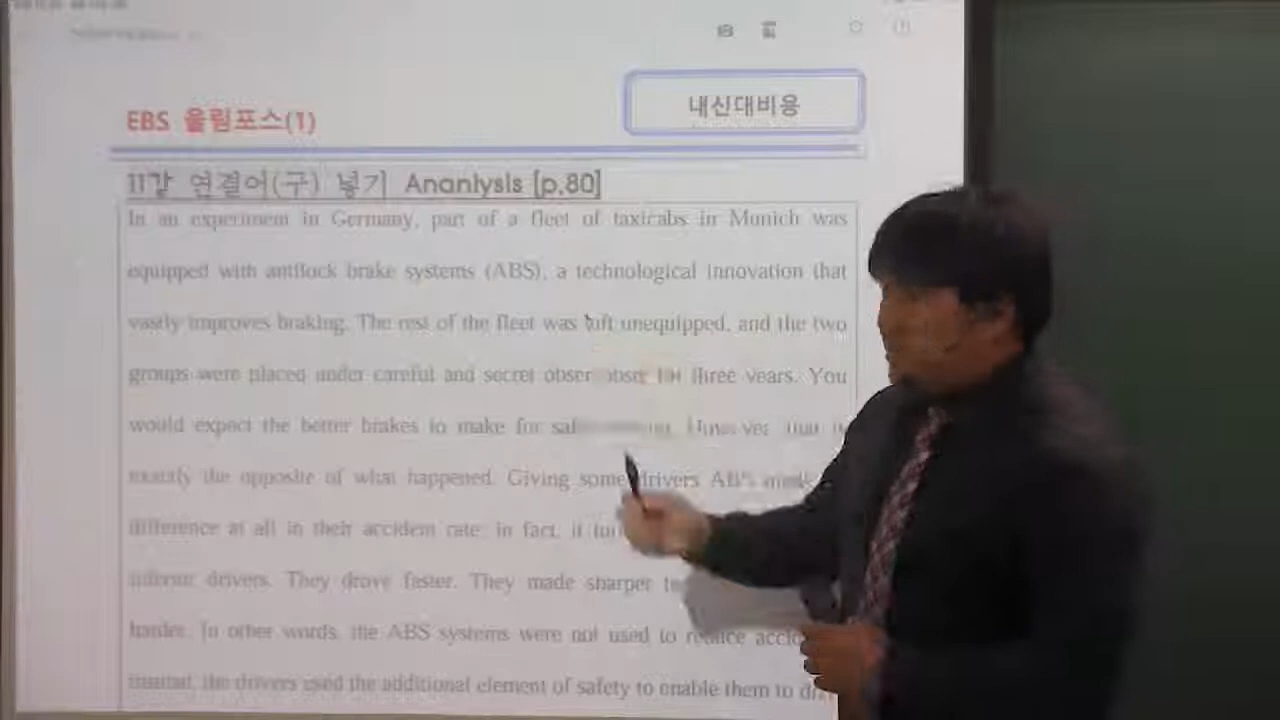 내신대비용
EBS 올림포스(1)
11강 연결어(구) 넣기 Ananlysis [p.80]
In an experiment in Germany, part of a fleet of taxicabs in Munich was
equipped with antilock brake systems (ABS), a technological innovation that
vastly improves braking. The rest of the fleet was left unequipped, and the two
groups were placed under careful and secret for three years. You
would expect the better brakes to make for However, that is
exactly the opposite of what happened. Giving some drivers ABS
difference at all in their accident rate; in fact, it
inferior drivers. They drove faster. They made sharper
harder. In other words, the ABS systems were not used to reduce
instead, the drivers used the additional element of safety to enable them to